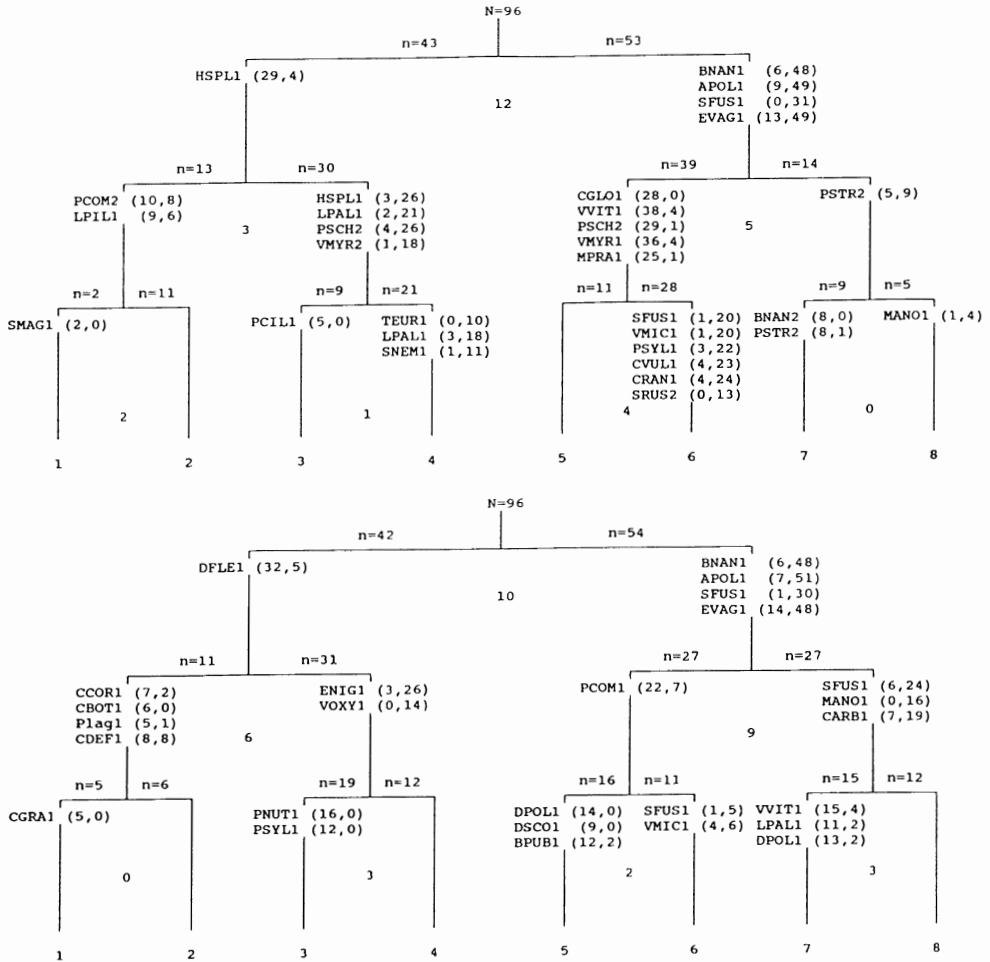 N=96
n=43 n=53
HSPL1 (29,4) BNAN1 (6,48)
APOL1 (9,49)
12 SFUS1 (0,31)
EVAG1 (13,49)
n=13 n=30 n=39 n=14
PCOM2 (10,8) HSPL1 (3,26) CGLO1 (28,0) PSTR2 (5,9)
LPIL1 (9,6) LPAL1 (2,21) VVIT1 (38,4)
3 PSCH2 (4,26) PSCH2 (29,1) 5
VMYR2 (1,18) VMYR1 (36,4)
MPRA1 (25,1)
n=2 n=11 n=9 n=21 n=11 n=28 n=9 n=5
SMAG1 (2,0) PCIL1 (5,0) TEUR1 (0,10) SFUS1 (1,20) BNAN2 (8,0) MANO1 (1,4)
LPAL1 (3,18) VMIC1 (1,20) PSTR2 (8,1)
SNEM1 (1,11) PSYL1 (3,22)
CVUL1 (4,23)
CRAN1 (4,24)
2 1 4 SRUS2 (0,13) 0
1 2 3 4 5 6 7 8
N=96
n=42 n=54
DFLE1 (32,5) BNAN1 (6,48)
APOL1 (7,51)
10 SFUS1 (1,30)
EVAG1 (14,48)
n=11 n=31 n=27 n=27
CCOR1 (7,2) ENIG1 (3,26) PCOM1 (22,7) SFUS1 (6,24)
CBOT1 (6,0) VOXY1 (0,14) MANO1 (0,16)
Plag1 (5,1) CARB1 (7,19)
CDEF1 (8,8) 6 9
n=5 n=6 n=19 n=12 n=16 n=11 n=15 n=12
CGRA1 (5,0) PNUT1 (16,0) DPOL1 (14,0) SFUS1 (1,5) VVIT1 (15,4)
PSYL1 (12,0) DSCO1 (9,0) VMIC1 (4,6) LPAL1 (11,2)
BPUB1 (12,2) DPOL1 (13,2)
0 3 2 3
1 2 3 4 5 6 7 8